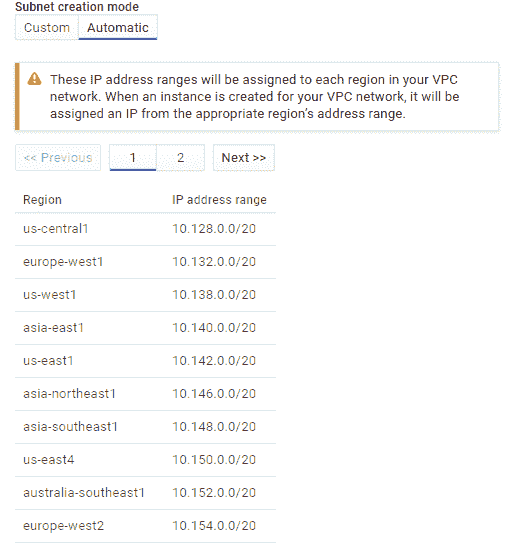 Subnet creation mode
Custom Automatic
These IP address ranges will be assigned to each region in your VPC
network. When an instance is created for your VPC network, it will be
assigned an IP from the appropriate region's address range.
<< Previous 1 2 Next >>
Region IP address range
us-central1 10.128.0.0/20
europe-west1 10.132.0.0/20
us-west1 10.138.0.0/20
asia-east1 10.140.0.0/20
us-east1 10.142.0.0/20
asia-northeast1 10.146.0.0/20
asia-southeast1 10.148.0.0/20
us-east4 10.150.0.0/20
australia-southeast1 10.152.0.0/20
europe-west2 10.154.0.0/20